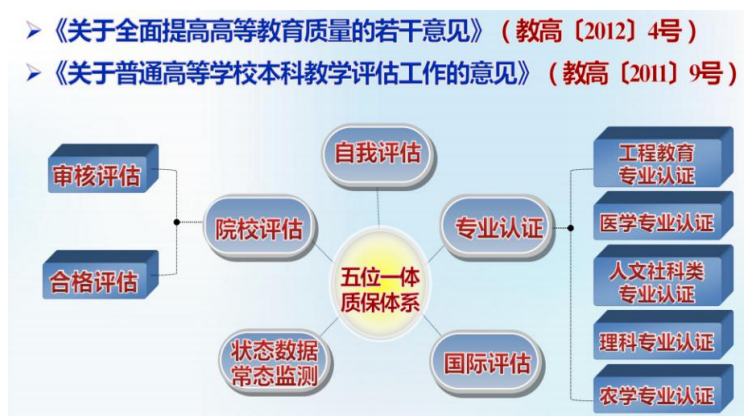 《关于全面提高高等教育质量的若干意见》（教高〔2012〕4号）
《关于普通高等学校本科教学评估工作的意见》（教高〔2011〕9号）
自我评估
审核评估
合格评估
院校评估
专业认证
五位一体
质保体系
状态数据
常态监测
国际评估
工程教育
专业认证
医学专业认证
人文社科类
专业认证
理科专业认证
农学专业认证